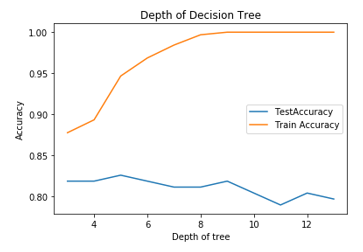 Depth of Decision Tree
1.00
0.95
0.90
0.85
0.80
Accuracy
TestAccuracy
Train Accuracy
4 6 8 10 12
Depth of tree